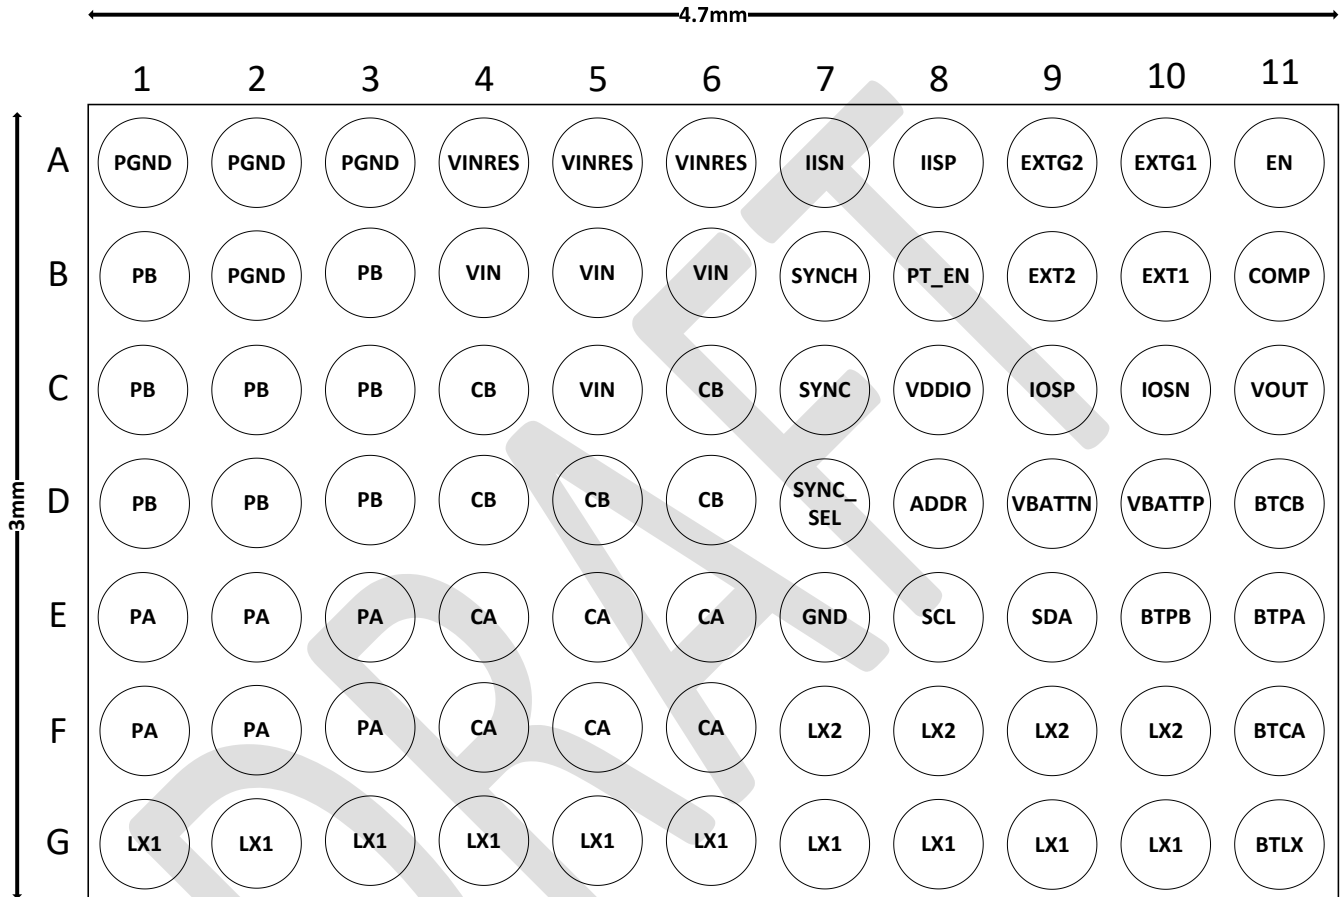 4.7mm
1 2 3 4 5 6 7 8 9 10 11
A PGND PGND PGND VINRES VINRES VINRES IISN IISP EXTG2 EXTG1 EN
B PB PGND PB VIN VIN VIN SYNCH PT_EN EXT2 EXT1 COMP
C PB PB PB CB VIN CB SYNC VDDIO IOSP IOSN VOUT
3mm
D PB PB PB CB CB CB SYNC_
SEL ADDR VBATTN VBATTP BTCB
E PA PA PA CA CA CA GND SCL SDA BTPB BTPA
F PA PA PA CA CA CA LX2 LX2 LX2 LX2 BTCA
G LX1 LX1 LX1 LX1 LX1 LX1 LX1 LX1 LX1 LX1 BTLX
DRAFT